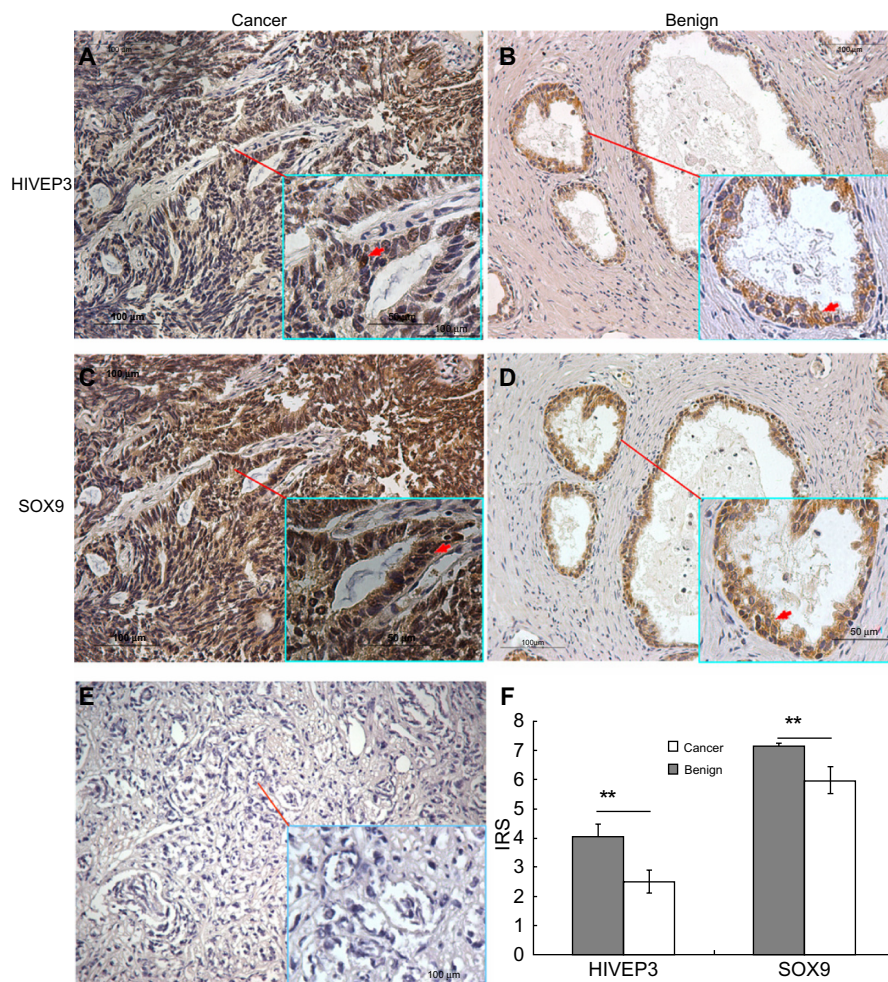 Cancer
Benign
A
100 μm
HIVEP3
100 μm
50 μm
100 μm
B
100μm
C
100 μm
SOX9
100 μm
50 μm
D
100μm
50 μm
E
100 μm
F
8
7
6
5
4
3
2
1
0
IRS
Cancer
Benign
**
**
HIVEP3
SOX9